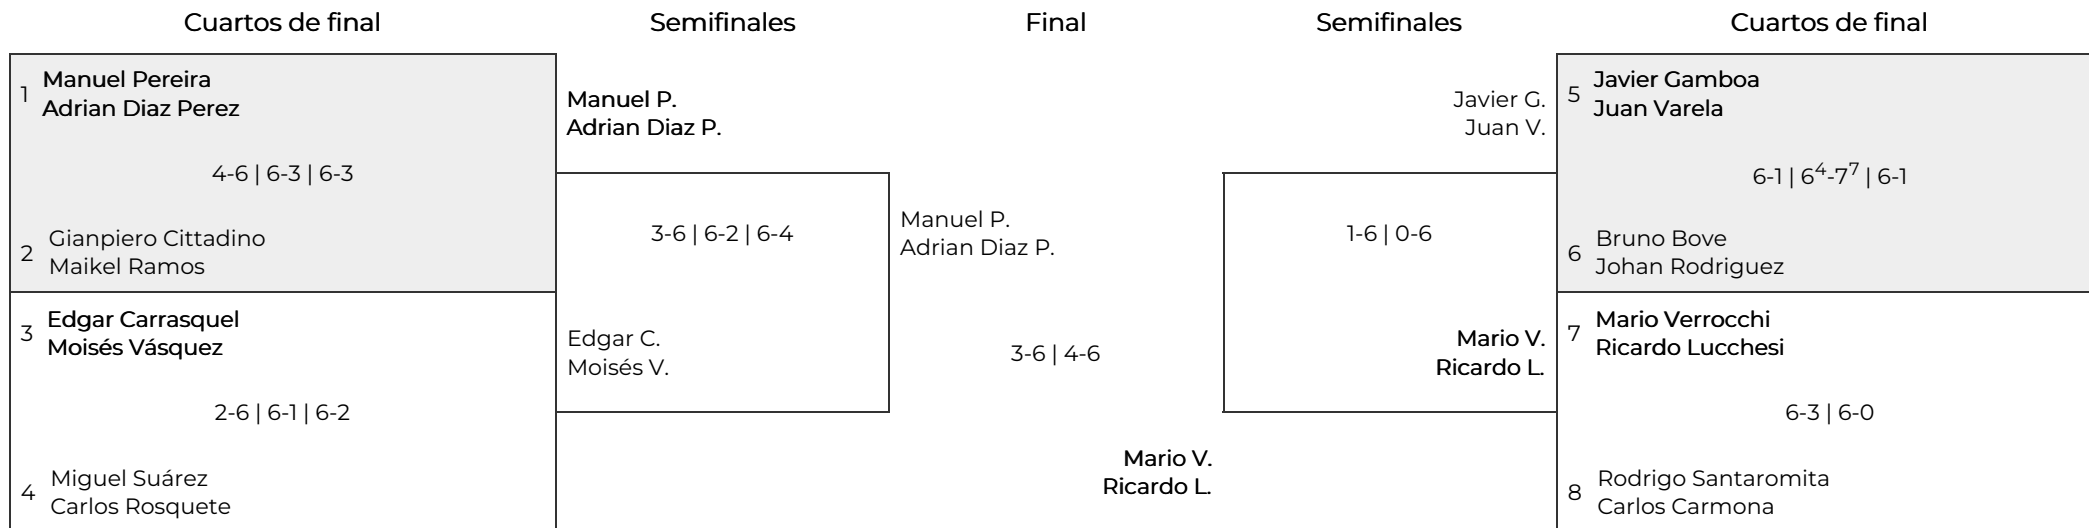 Cuartos de final
Semifinales
Final
Semifinales
Cuartos de final
1
Manuel Pereira
Adrian Diaz Perez
4-6 | 6-3 | 6-3
2
Gianpiero Cittadino
Maikel Ramos
3
Edgar Carrasquel
Moisés Vásquez
2-6 | 6-1 | 6-2
4
Miguel Suárez
Carlos Rosquete
Manuel P.
Adrian Diaz P.
3-6 | 6-2 | 6-4
Edgar C.
Moisés V.
Manuel P.
Adrian Diaz P.
3-6 | 4-6
Mario V.
Ricardo L.
Javier G.
Juan V.
1-6 | 0-6
Mario V.
Ricardo L.
5
Javier Gamboa
Juan Varela
6-1 | 6⁴-7⁷ | 6-1
6
Bruno Bove
Johan Rodriguez
7
Mario Verrocchi
Ricardo Lucchesi
6-3 | 6-0
8
Rodrigo Santaromita
Carlos Carmona